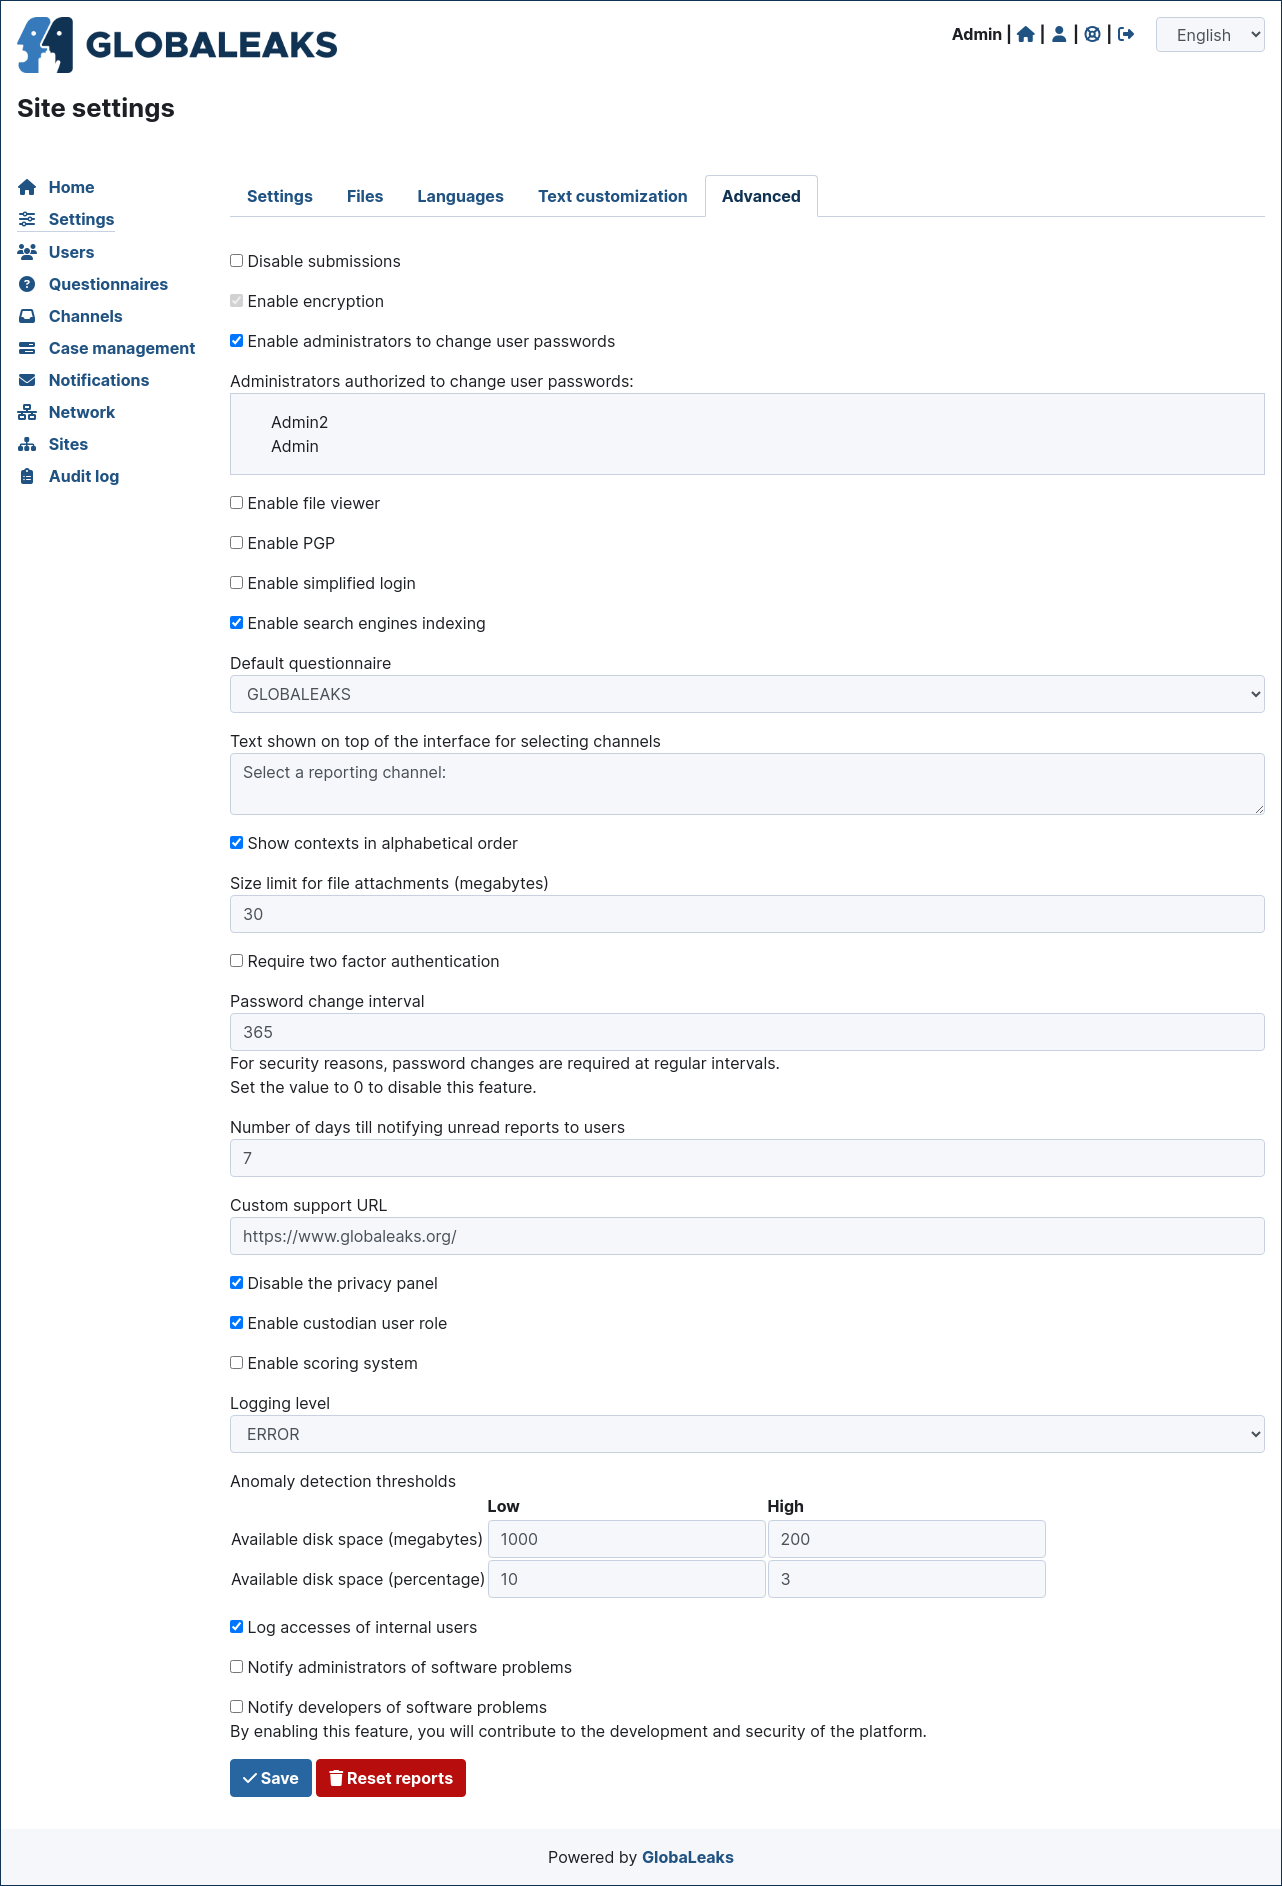 GLOBALEAKS
Admin | | | |
English
Site settings
Home
Settings
Users
Questionnaires
Channels
Case management
Notifications
Network
Sites
Audit log
Settings Files Languages Text customization Advanced
Disable submissions
Enable encryption
Enable administrators to change user passwords
Administrators authorized to change user passwords:
Admin2
Admin
Enable file viewer
Enable PGP
Enable simplified login
Enable search engines indexing
Default questionnaire
GLOBALEAKS
Text shown on top of the interface for selecting channels
Select a reporting channel:
Show contexts in alphabetical order
Size limit for file attachments (megabytes)
30
Require two factor authentication
Password change interval
365
For security reasons, password changes are required at regular intervals.
Set the value to 0 to disable this feature.
Number of days till notifying unread reports to users
7
Custom support URL
https://www.globaleaks.org/
Disable the privacy panel
Enable custodian user role
Enable scoring system
Logging level
ERROR
Anomaly detection thresholds
Low High
Available disk space (megabytes) 1000 200
Available disk space (percentage) 10 3
Log accesses of internal users
Notify administrators of software problems
Notify developers of software problems
By enabling this feature, you will contribute to the development and security of the platform.
Save Reset reports
Powered by GlobaLeaks